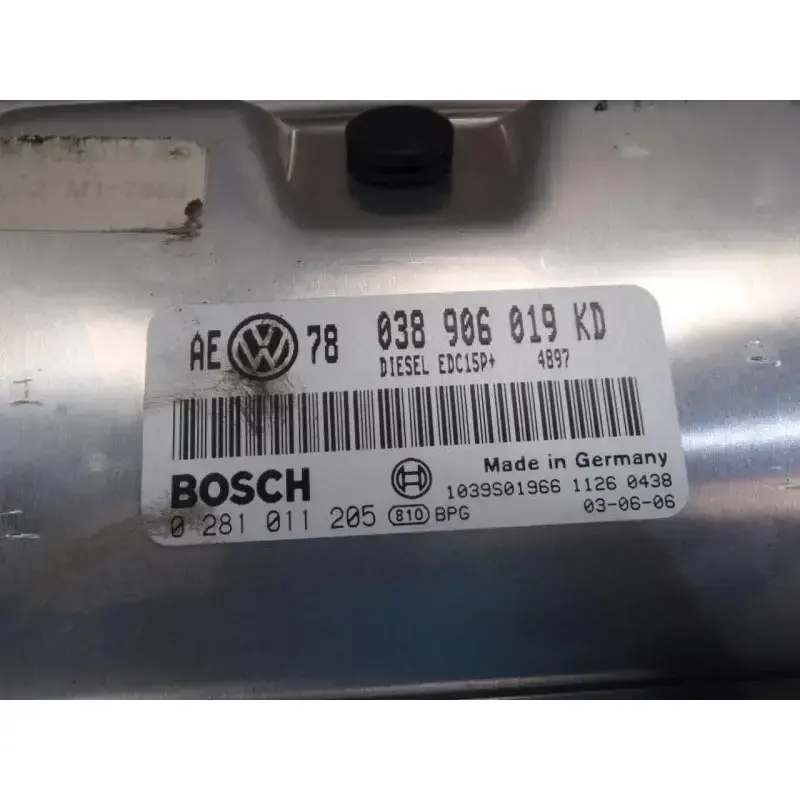 AE VW 78 038 906 019 KD
DIESEL EDC15P+ 4897
BOSCH Made in Germany
1039S01966 1126 0438
0 281 011 205 810 BPG 03-06-06